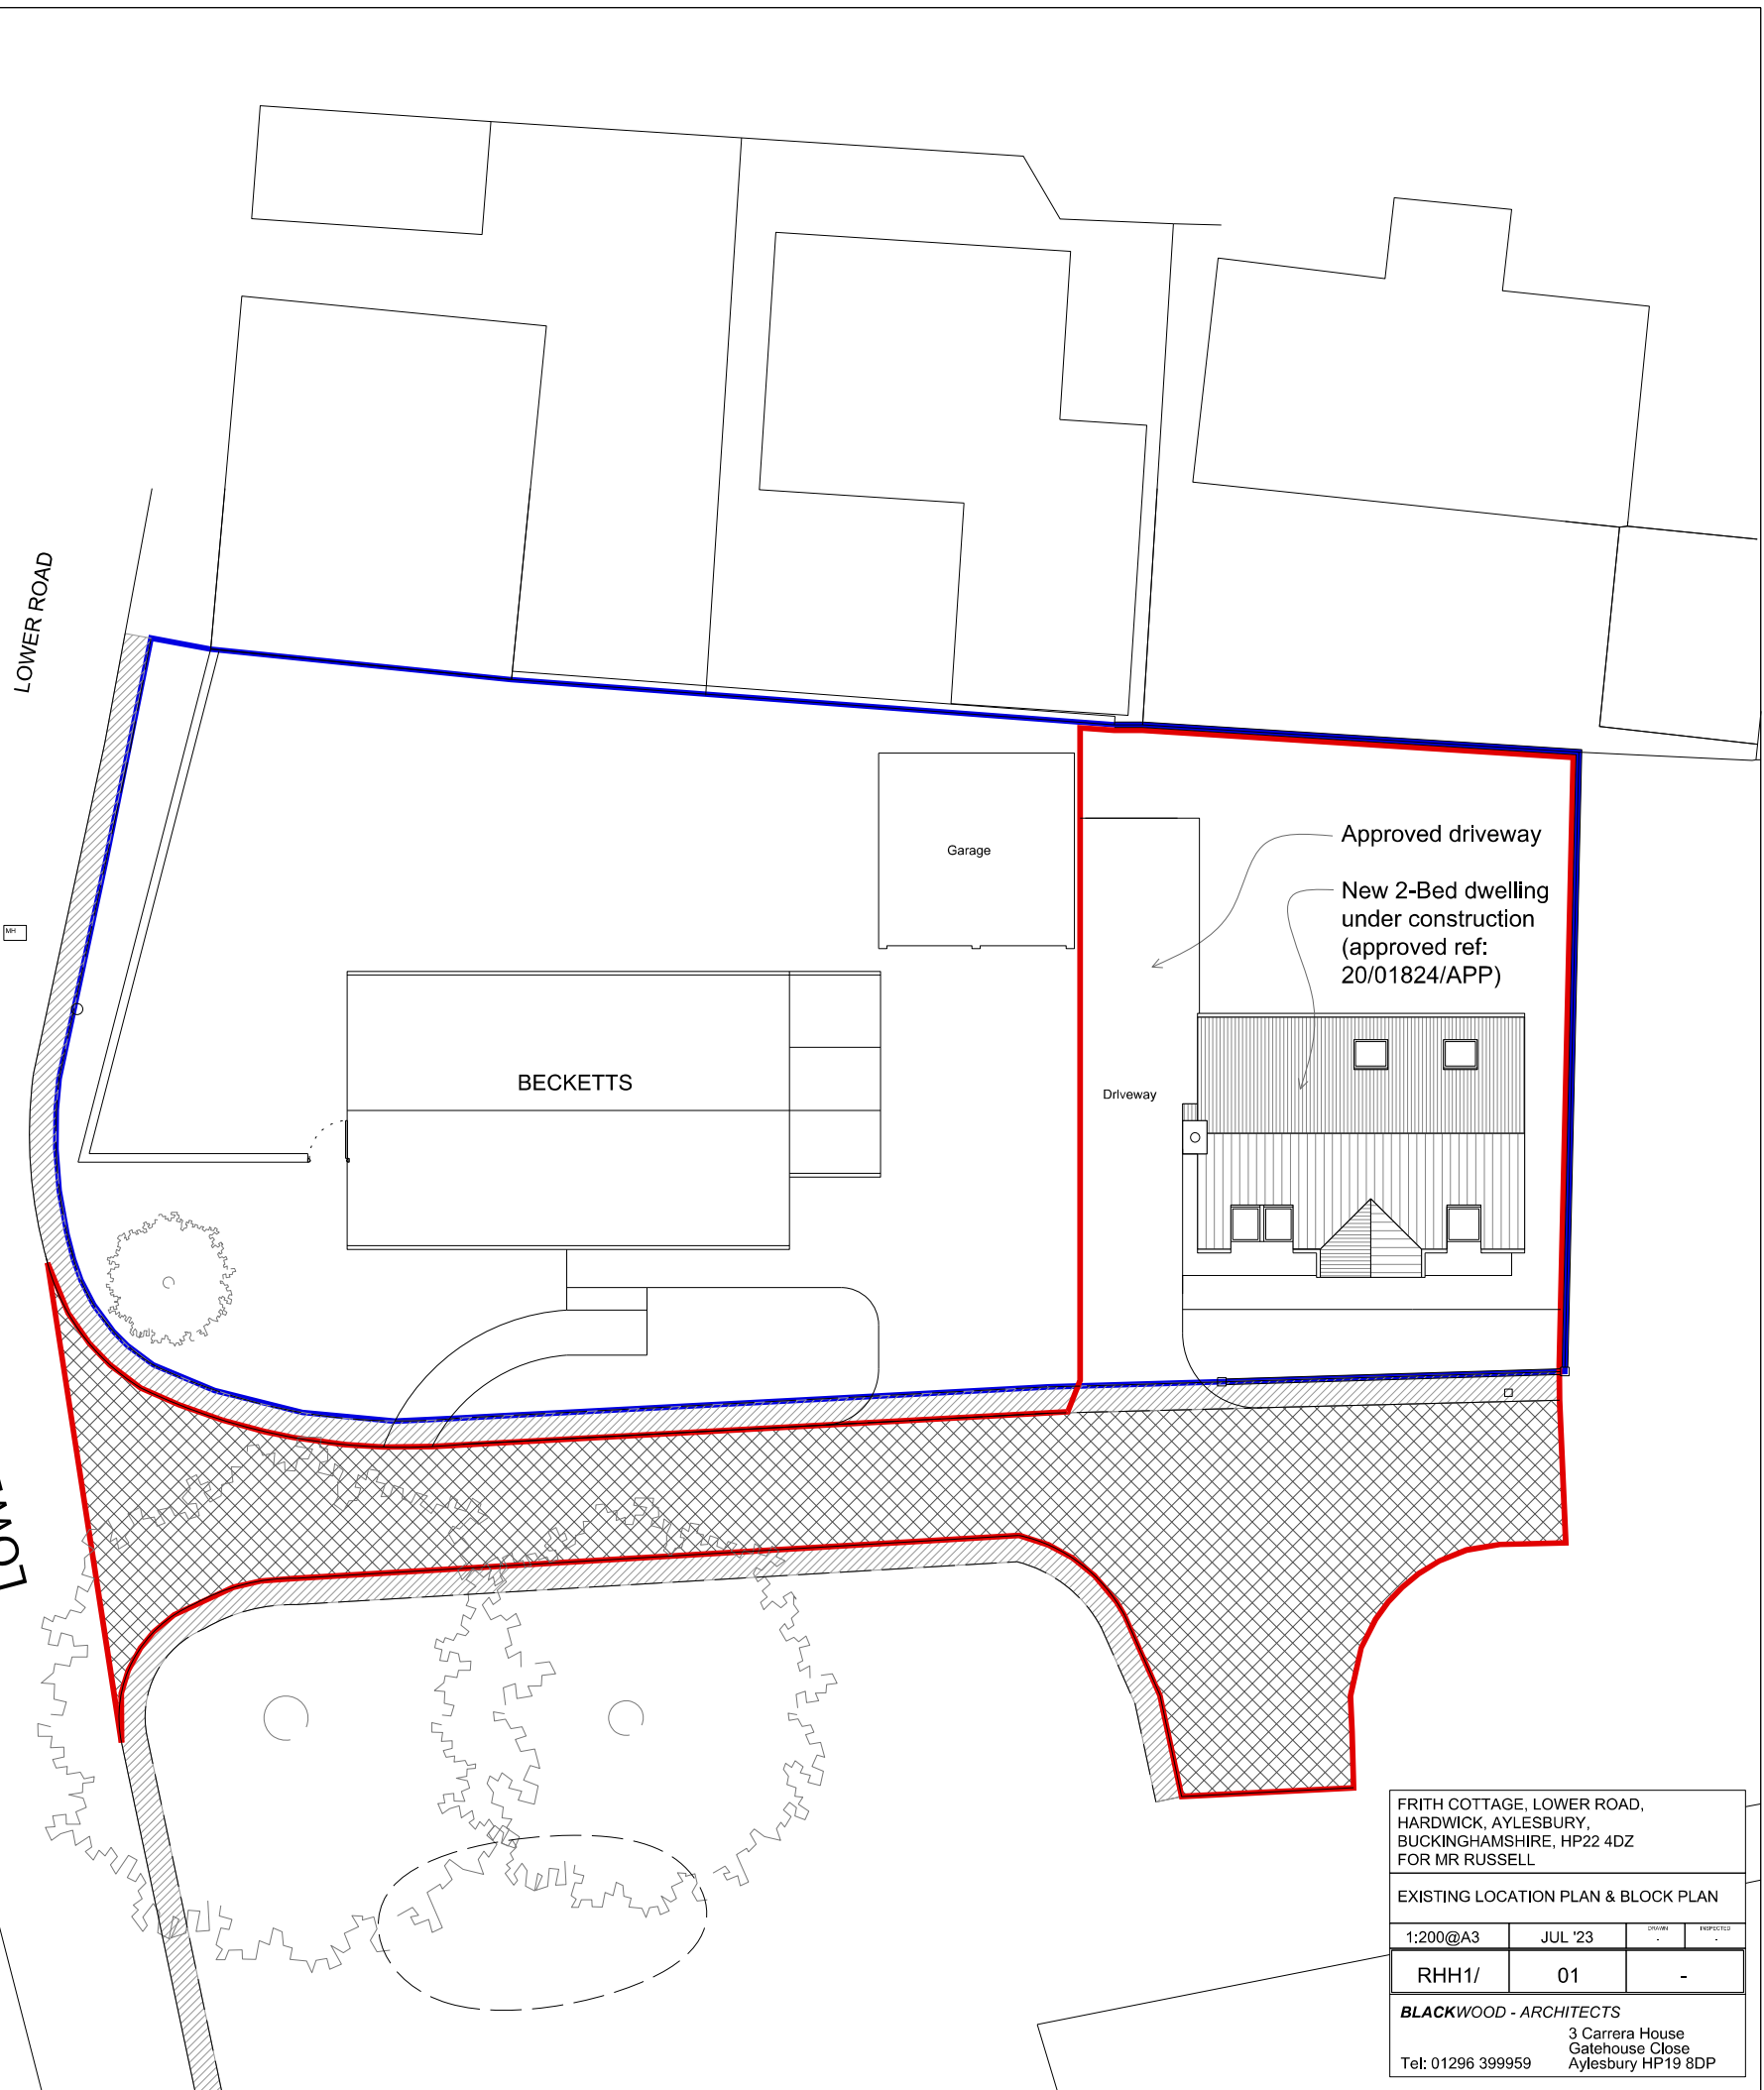 LOWER ROAD
MH
Garage
Approved driveway
New 2-Bed dwelling
under construction
(approved ref:
20/01824/APP)
BECKETTS
Driveway
FRITH COTTAGE, LOWER ROAD,
HARDWICK, AYLESBURY,
BUCKINGHAMSHIRE, HP22 4DZ
FOR MR RUSSELL
EXISTING LOCATION PLAN & BLOCK PLAN
1:200@A3
JUL '23
DRAWN
-
INSPECTED
-
RHH1/
01
-
BLACKWOOD - ARCHITECTS
3 Carrera House
Gatehouse Close
Tel: 01296 399959 Aylesbury HP19 8DP